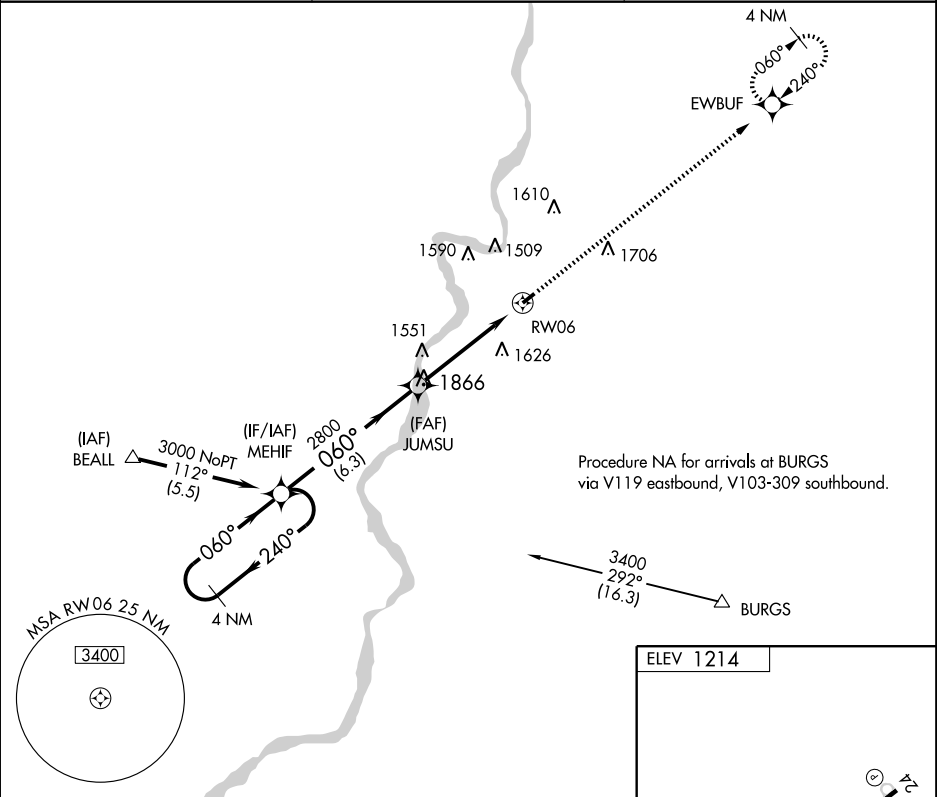 4 NM
060°
240°
EWBUF
1610
1590
1509
1706
RW06
1551
1626
1866
(FAF)
JUMSU
(IF/IAF)
MEHIF
2800
060°
(6.3)
(IAF)
BEALL
3000 NoPT
112°
(5.5)
Procedure NA for arrivals at BURGS
via V119 eastbound, V103-309 southbound.
060°
240°
4 NM
3400
292°
(16.3)
BURGS
MSA RW06 25 NM
3400
ELEV 1214
P
24